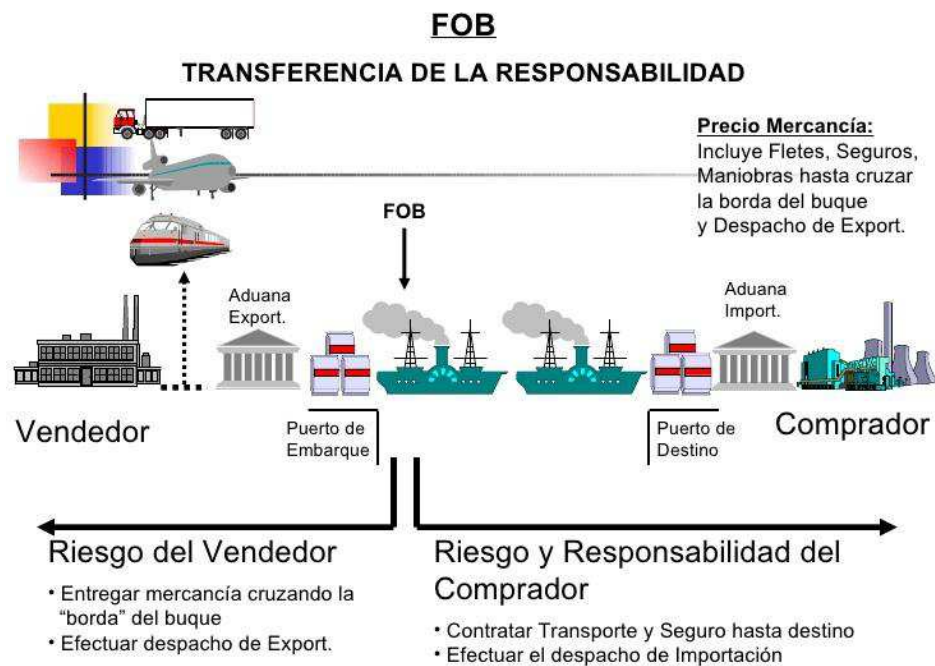 FOB
TRANSFERENCIA DE LA RESPONSABILIDAD
Precio Mercancía:
Incluye Fletes, Seguros,
Maniobras hasta cruzar
la borda del buque
y Despacho de Export.
FOB
Aduana
Export.
Aduana
Import.
Vendedor
Puerto de
Embarque
Puerto de
Destino
Comprador
Riesgo del Vendedor
• Entregar mercancía cruzando la
“borda” del buque
• Efectuar despacho de Export.
Riesgo y Responsabilidad del
Comprador
• Contratar Transporte y Seguro hasta destino
• Efectuar el despacho de Importación